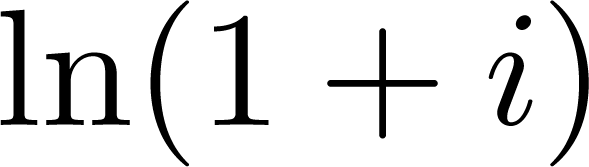 ln(1 + i)